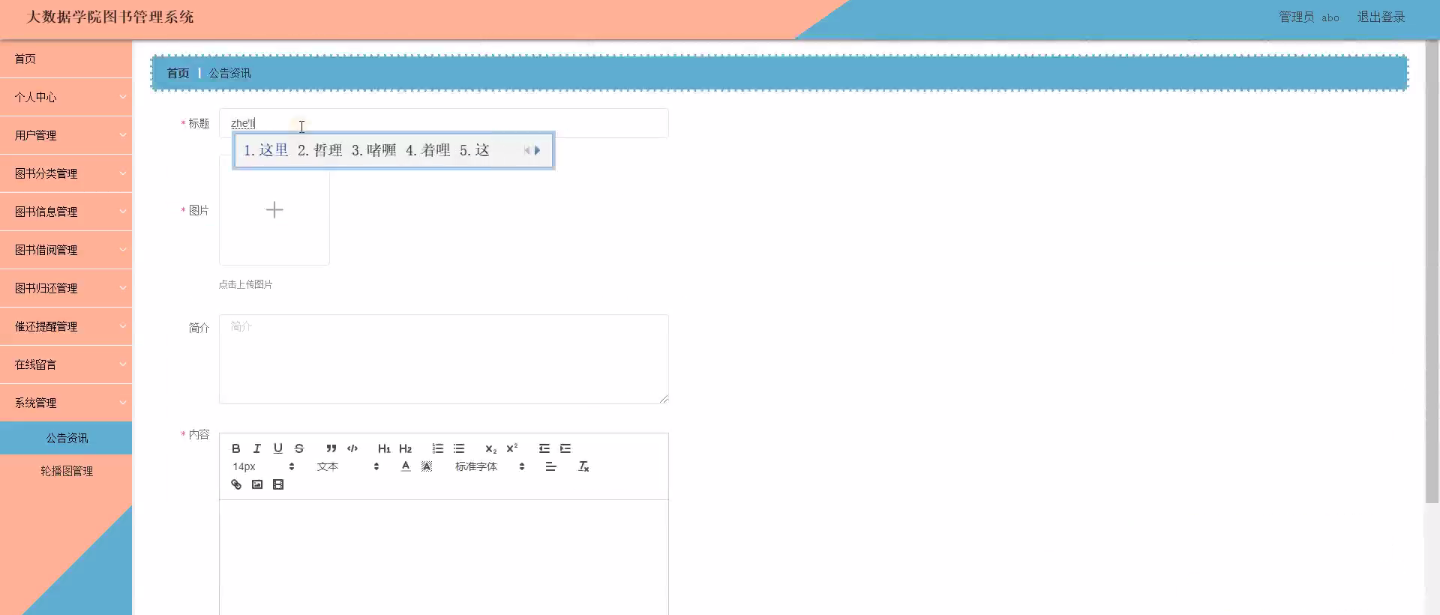 大数据学院图书管理系统
管理员 abo 退出登录
首页
个人中心
用户管理
图书分类管理
图书信息管理
图书借阅管理
图书归还管理
催还提醒管理
在线留言
系统管理
公告资讯
轮播图管理
首页 | 公告资讯
* 标题 zhe'li
1.这里 2.哲理 3.啫喱 4.着哩 5.这
* 图片
点击上传图片
简介 简介
* 内容
B I U S ” </> H1 H2 X₂ X²
14px 文本 A A 标准字体 Tx